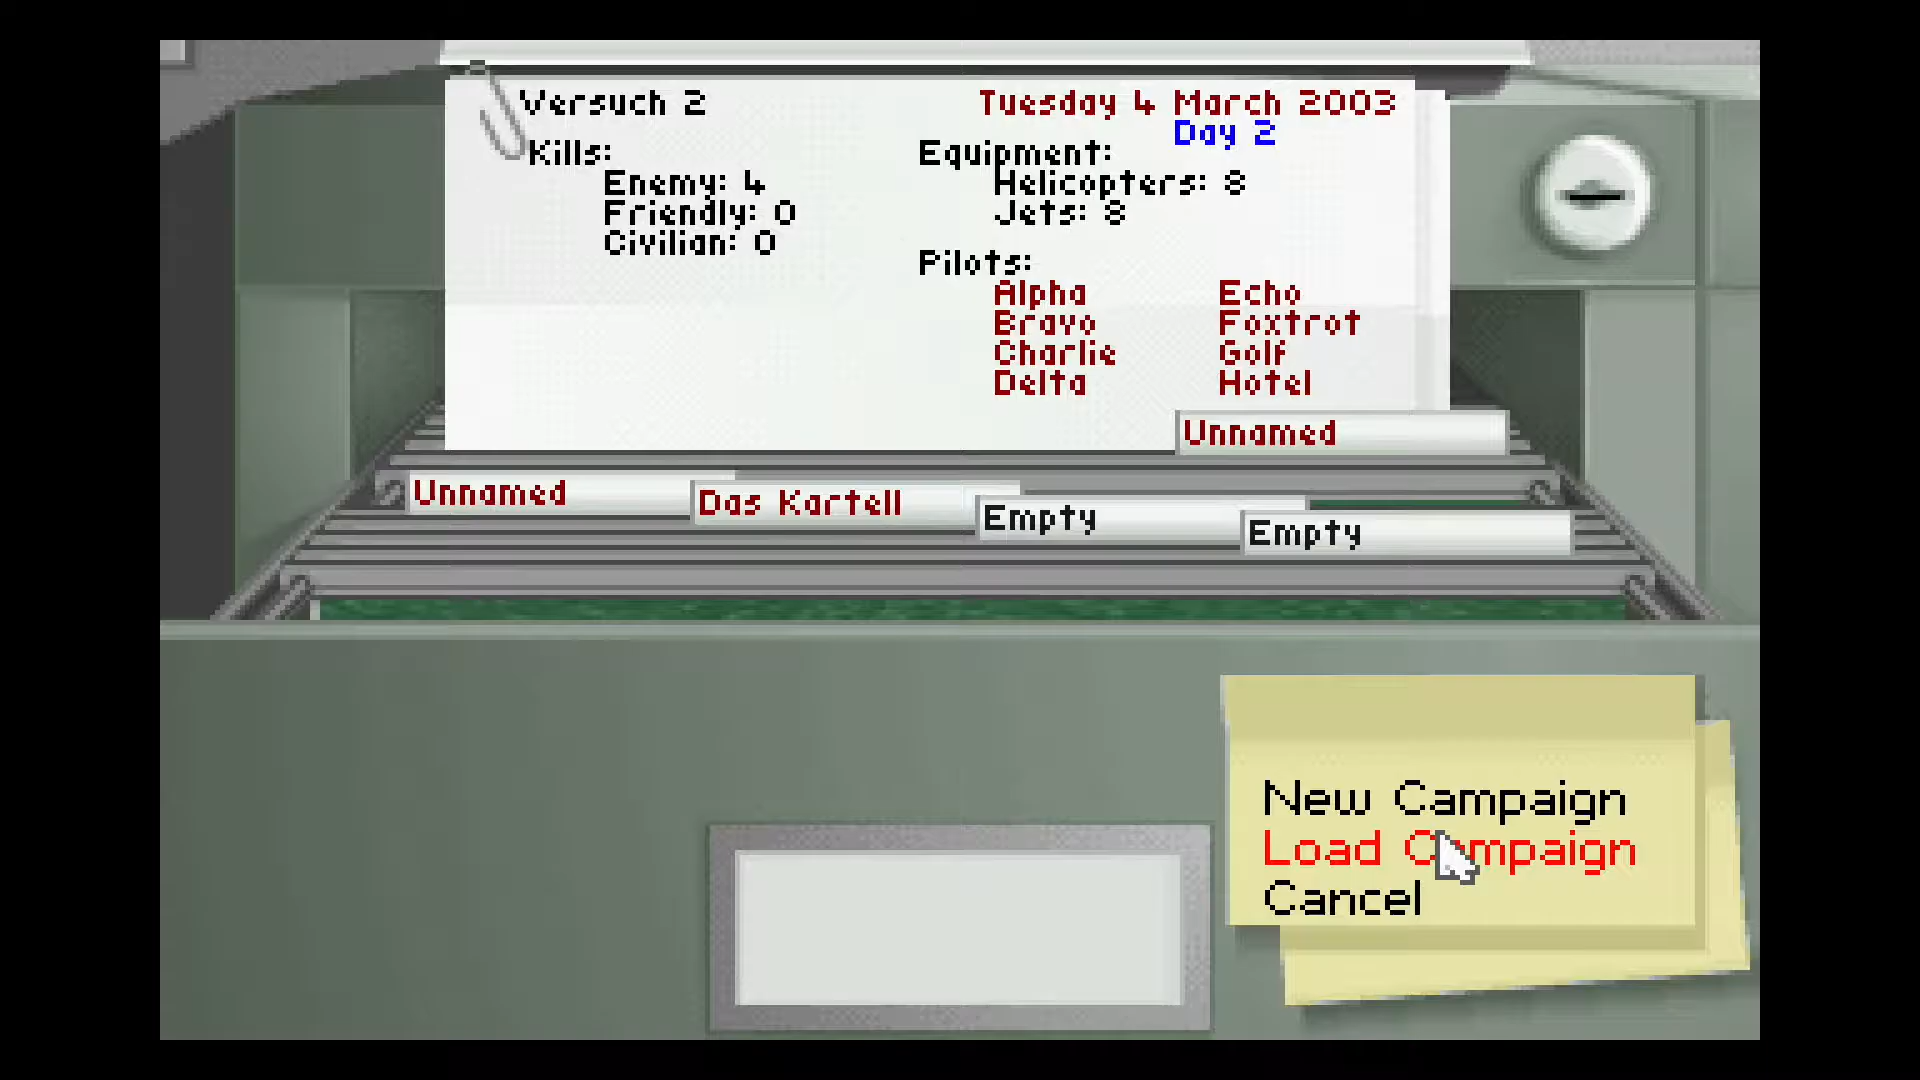 Versuch 2
Tuesday 4 March 2003
Day 2
Kills:
Enemy: 4
Friendly: 0
Civilian: 0
Equipment:
Helicopters: 8
Jets: 8
Pilots:
Alpha
Bravo
Charlie
Delta
Echo
Foxtrot
Golf
Hotel
Unnamed
Unnamed
Das Kartell
Empty
Empty
New Campaign
Load Campaign
Cancel